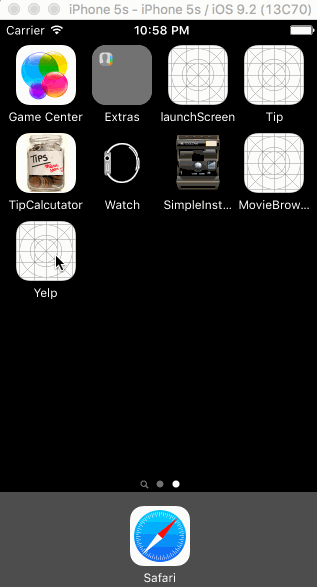 iPhone 5s - iPhone 5s / iOS 9.2 (13C70)
Carrier 10:58 PM
Game Center Extras launchScreen Tip
TIPS
TipCalcutator Watch SimpleInst... MovieBrow...
Yelp
Safari